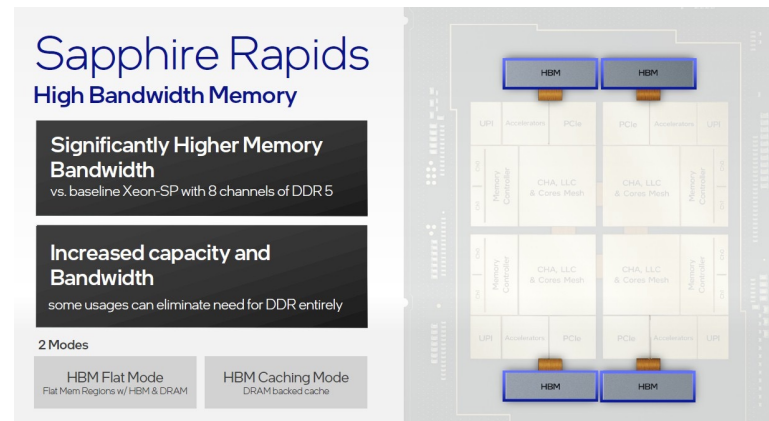 Sapphire Rapids
High Bandwidth Memory
Significantly Higher Memory
Bandwidth
vs. baseline Xeon-SP with 8 channels of DDR 5
Increased capacity and
Bandwidth
some usages can eliminate need for DDR entirely
2 Modes
HBM Flat Mode
Flat Mem Regions w/ HBM & DRAM
HBM Caching Mode
DRAM backed cache
HBM HBM
UPI Accelerators PCIe PCIe Accelerators UPI
Memory Controller
CHA, LLC
& Cores Mesh
CHA, LLC
& Cores Mesh
Memory Controller
Memory Controller
CHA, LLC
& Cores Mesh
CHA, LLC
& Cores Mesh
Memory Controller
UPI Accelerators PCIe PCIe Accelerators UPI
HBM HBM